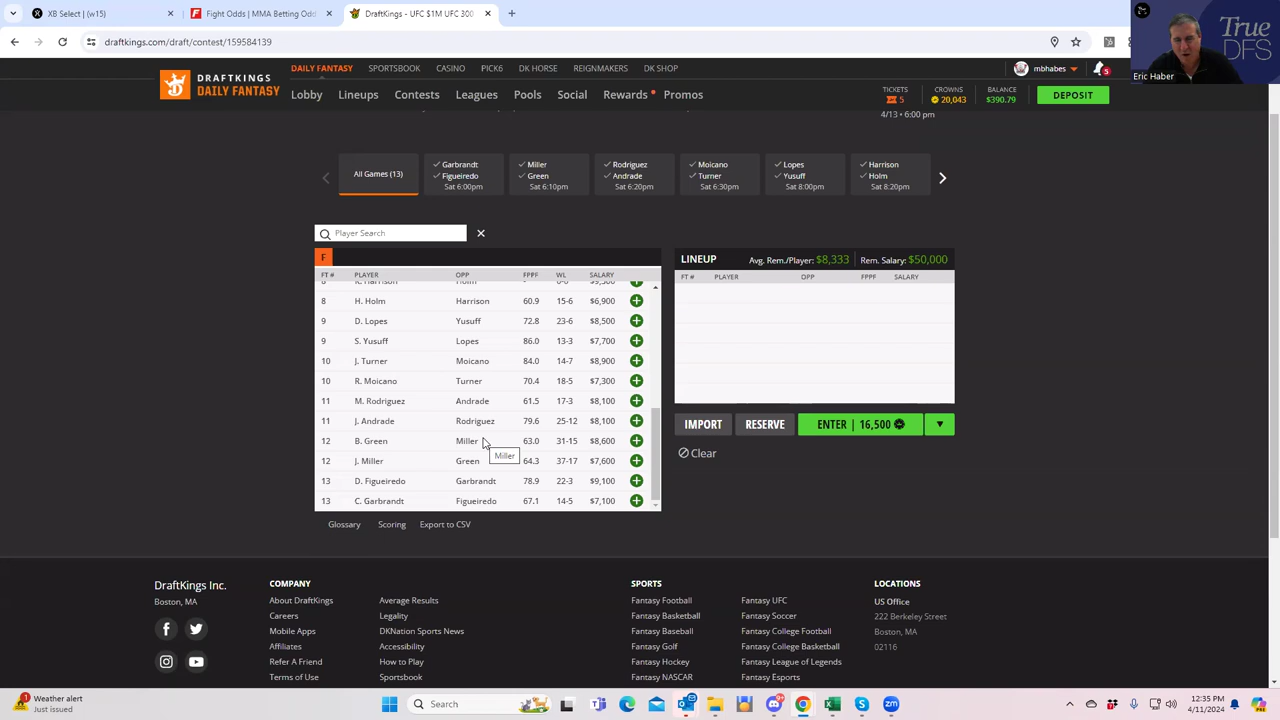 XB Select (w15)
Fight Odds | MMA Betting Odd
DraftKings - UFC $1M UFC 300
draftkings.com/draft/contest/159584139
True DFS
Eric Haber
DRAFTKINGS
DAILY FANTASY
DAILY FANTASY SPORTSBOOK CASINO PICK6 DK HORSE REIGNMAKERS DK SHOP
mbhabes 5
Lobby Lineups Contests Leagues Pools Social Rewards Promos
TICKETS 5 CROWNS 20,043 BALANCE $390.79 DEPOSIT
4/13 • 6:00 pm
All Games (13)
Garbrandt
Figueiredo
Sat 6:00pm
Miller
Green
Sat 6:10pm
Rodriguez
Andrade
Sat 6:20pm
Moicano
Turner
Sat 6:30pm
Lopes
Yusuff
Sat 8:00pm
Harrison
Holm
Sat 8:20pm
Player Search
F
FT # PLAYER OPP FPPF WL SALARY
8 H. Holm Harrison 60.9 15-6 $6,900
9 D. Lopes Yusuff 72.8 23-6 $8,500
9 S. Yusuff Lopes 86.0 13-3 $7,700
10 J. Turner Moicano 84.0 14-7 $8,900
10 R. Moicano Turner 70.4 18-5 $7,300
11 M. Rodriguez Andrade 61.5 17-3 $8,100
11 J. Andrade Rodriguez 79.6 25-12 $8,100
12 B. Green Miller 63.0 31-15 $8,600
Miller
12 J. Miller Green 64.3 37-17 $7,600
13 D. Figueiredo Garbrandt 78.9 22-3 $9,100
13 C. Garbrandt Figueiredo 67.1 14-5 $7,100
Glossary Scoring Export to CSV
LINEUP Avg. Rem./Player: $8,333 Rem. Salary: $50,000
FT # PLAYER OPP FPPF SALARY
IMPORT RESERVE ENTER | 16,500
Clear
DraftKings Inc.
Boston, MA
COMPANY
About DraftKings
Careers
Mobile Apps
Affiliates
Refer A Friend
Terms of Use
Average Results
Legality
DKNation Sports News
Accessibility
How to Play
Sportsbook
SPORTS
Fantasy Football
Fantasy Basketball
Fantasy Baseball
Fantasy Golf
Fantasy Hockey
Fantasy NASCAR
Fantasy UFC
Fantasy Soccer
Fantasy College Football
Fantasy College Basketball
Fantasy League of Legends
Fantasy Esports
LOCATIONS
US Office
222 Berkeley Street
Boston, MA
02116
Weather alert
Just issued
Search
12:35 PM
4/11/2024